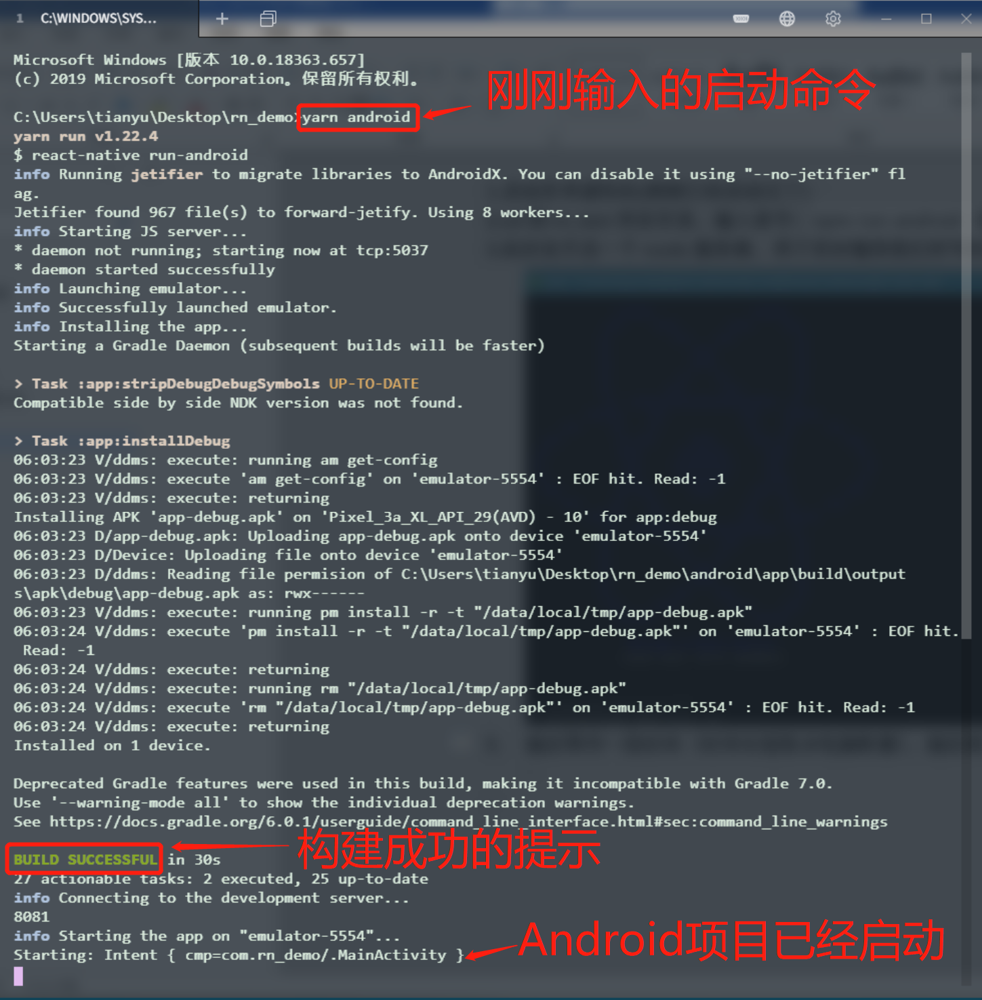 1 C:\WINDOWS\SYS...
Microsoft Windows [版本 10.0.18363.657]
(c) 2019 Microsoft Corporation。保留所有权利。
刚刚输入的启动命令
C:\Users\tianyu\Desktop\rn_demo>yarn android
yarn run v1.22.4
$ react-native run-android
info Running jetifier to migrate libraries to AndroidX. You can disable it using "--no-jetifier" fl
ag.
Jetifier found 967 file(s) to forward-jetify. Using 8 workers...
info Starting JS server...
* daemon not running; starting now at tcp:5037
* daemon started successfully
info Launching emulator...
info Successfully launched emulator.
info Installing the app...
Starting a Gradle Daemon (subsequent builds will be faster)
> Task :app:stripDebugDebugSymbols UP-TO-DATE
Compatible side by side NDK version was not found.
> Task :app:installDebug
06:03:23 V/ddms: execute: running am get-config
06:03:23 V/ddms: execute 'am get-config' on 'emulator-5554' : EOF hit. Read: -1
06:03:23 V/ddms: execute: returning
Installing APK 'app-debug.apk' on 'Pixel_3a_XL_API_29(AVD) - 10' for app:debug
06:03:23 D/app-debug.apk: Uploading app-debug.apk onto device 'emulator-5554'
06:03:23 D/Device: Uploading file onto device 'emulator-5554'
06:03:23 D/ddms: Reading file permision of C:\Users\tianyu\Desktop\rn_demo\android\app\build\output
s\apk\debug\app-debug.apk as: rwx------
06:03:23 V/ddms: execute: running pm install -r -t "/data/local/tmp/app-debug.apk"
06:03:24 V/ddms: execute 'pm install -r -t "/data/local/tmp/app-debug.apk"' on 'emulator-5554' : EOF hit.
Read: -1
06:03:24 V/ddms: execute: returning
06:03:24 V/ddms: execute: running rm "/data/local/tmp/app-debug.apk"
06:03:24 V/ddms: execute 'rm "/data/local/tmp/app-debug.apk"' on 'emulator-5554' : EOF hit. Read: -1
06:03:24 V/ddms: execute: returning
Installed on 1 device.
Deprecated Gradle features were used in this build, making it incompatible with Gradle 7.0.
Use '--warning-mode all' to show the individual deprecation warnings.
See https://docs.gradle.org/6.0.1/userguide/command_line_interface.html#sec:command_line_warnings
构建成功的提示
BUILD SUCCESSFUL in 30s
27 actionable tasks: 2 executed, 25 up-to-date
info Connecting to the development server...
8081
info Starting the app on "emulator-5554"...
Android项目已经启动
Starting: Intent { cmp=com.rn_demo/.MainActivity }